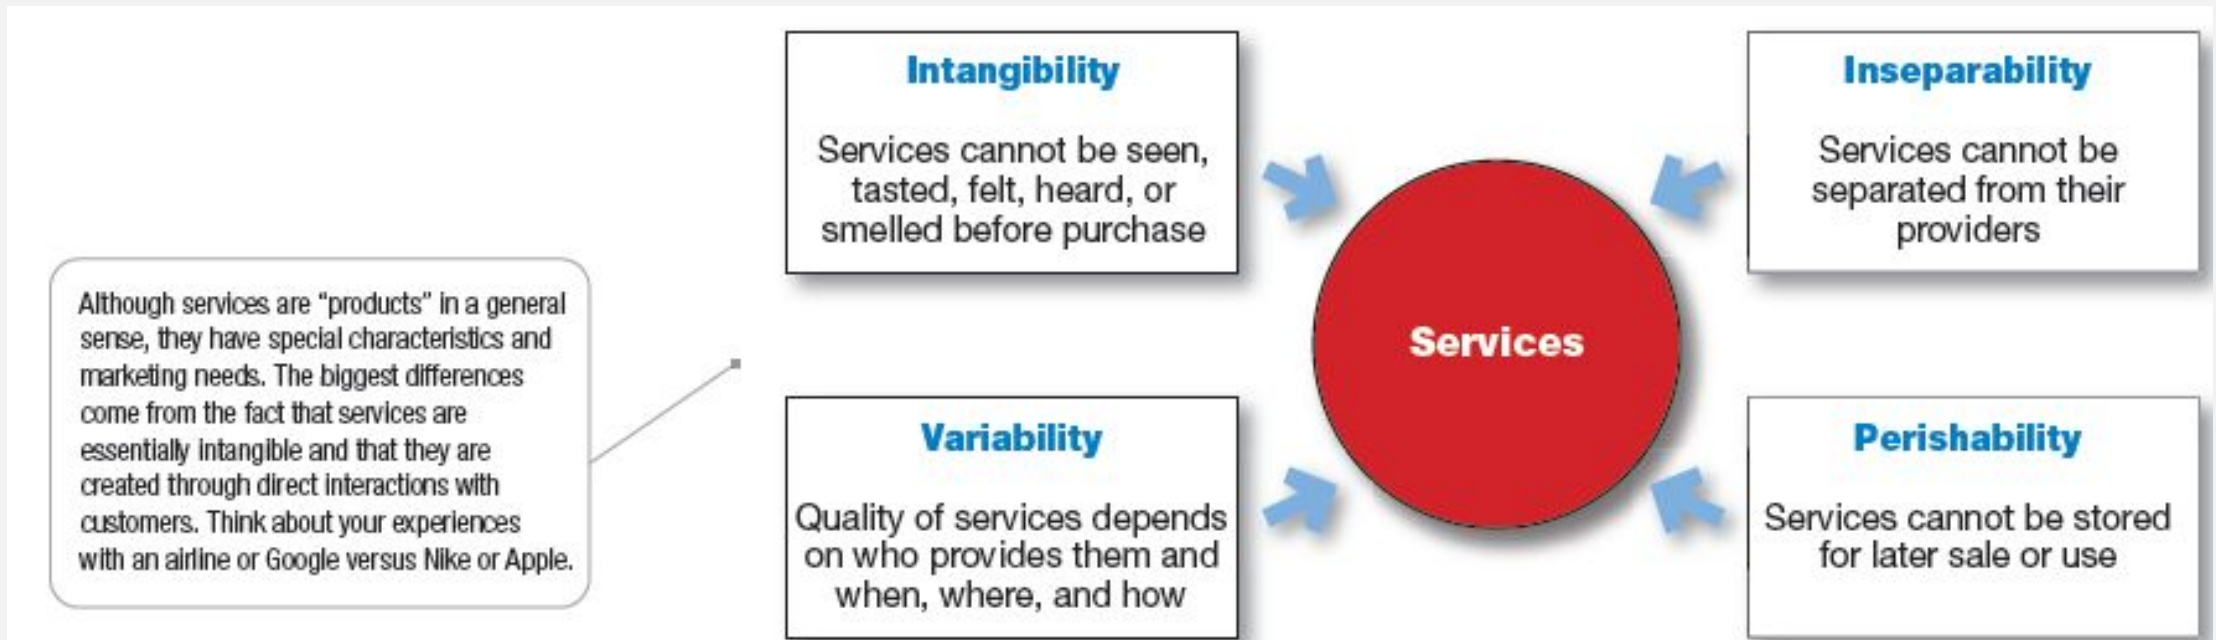 Intangibility
Services cannot be seen,
tasted, felt, heard, or
smelled before purchase
Inseparability
Services cannot be
separated from their
providers
Although services are “products” in a general
sense, they have special characteristics and
marketing needs. The biggest differences
come from the fact that services are
essentially intangible and that they are
created through direct interactions with
customers. Think about your experiences
with an airline or Google versus Nike or Apple.
Services
Variability
Quality of services depends
on who provides them and
when, where, and how
Perishability
Services cannot be stored
for later sale or use